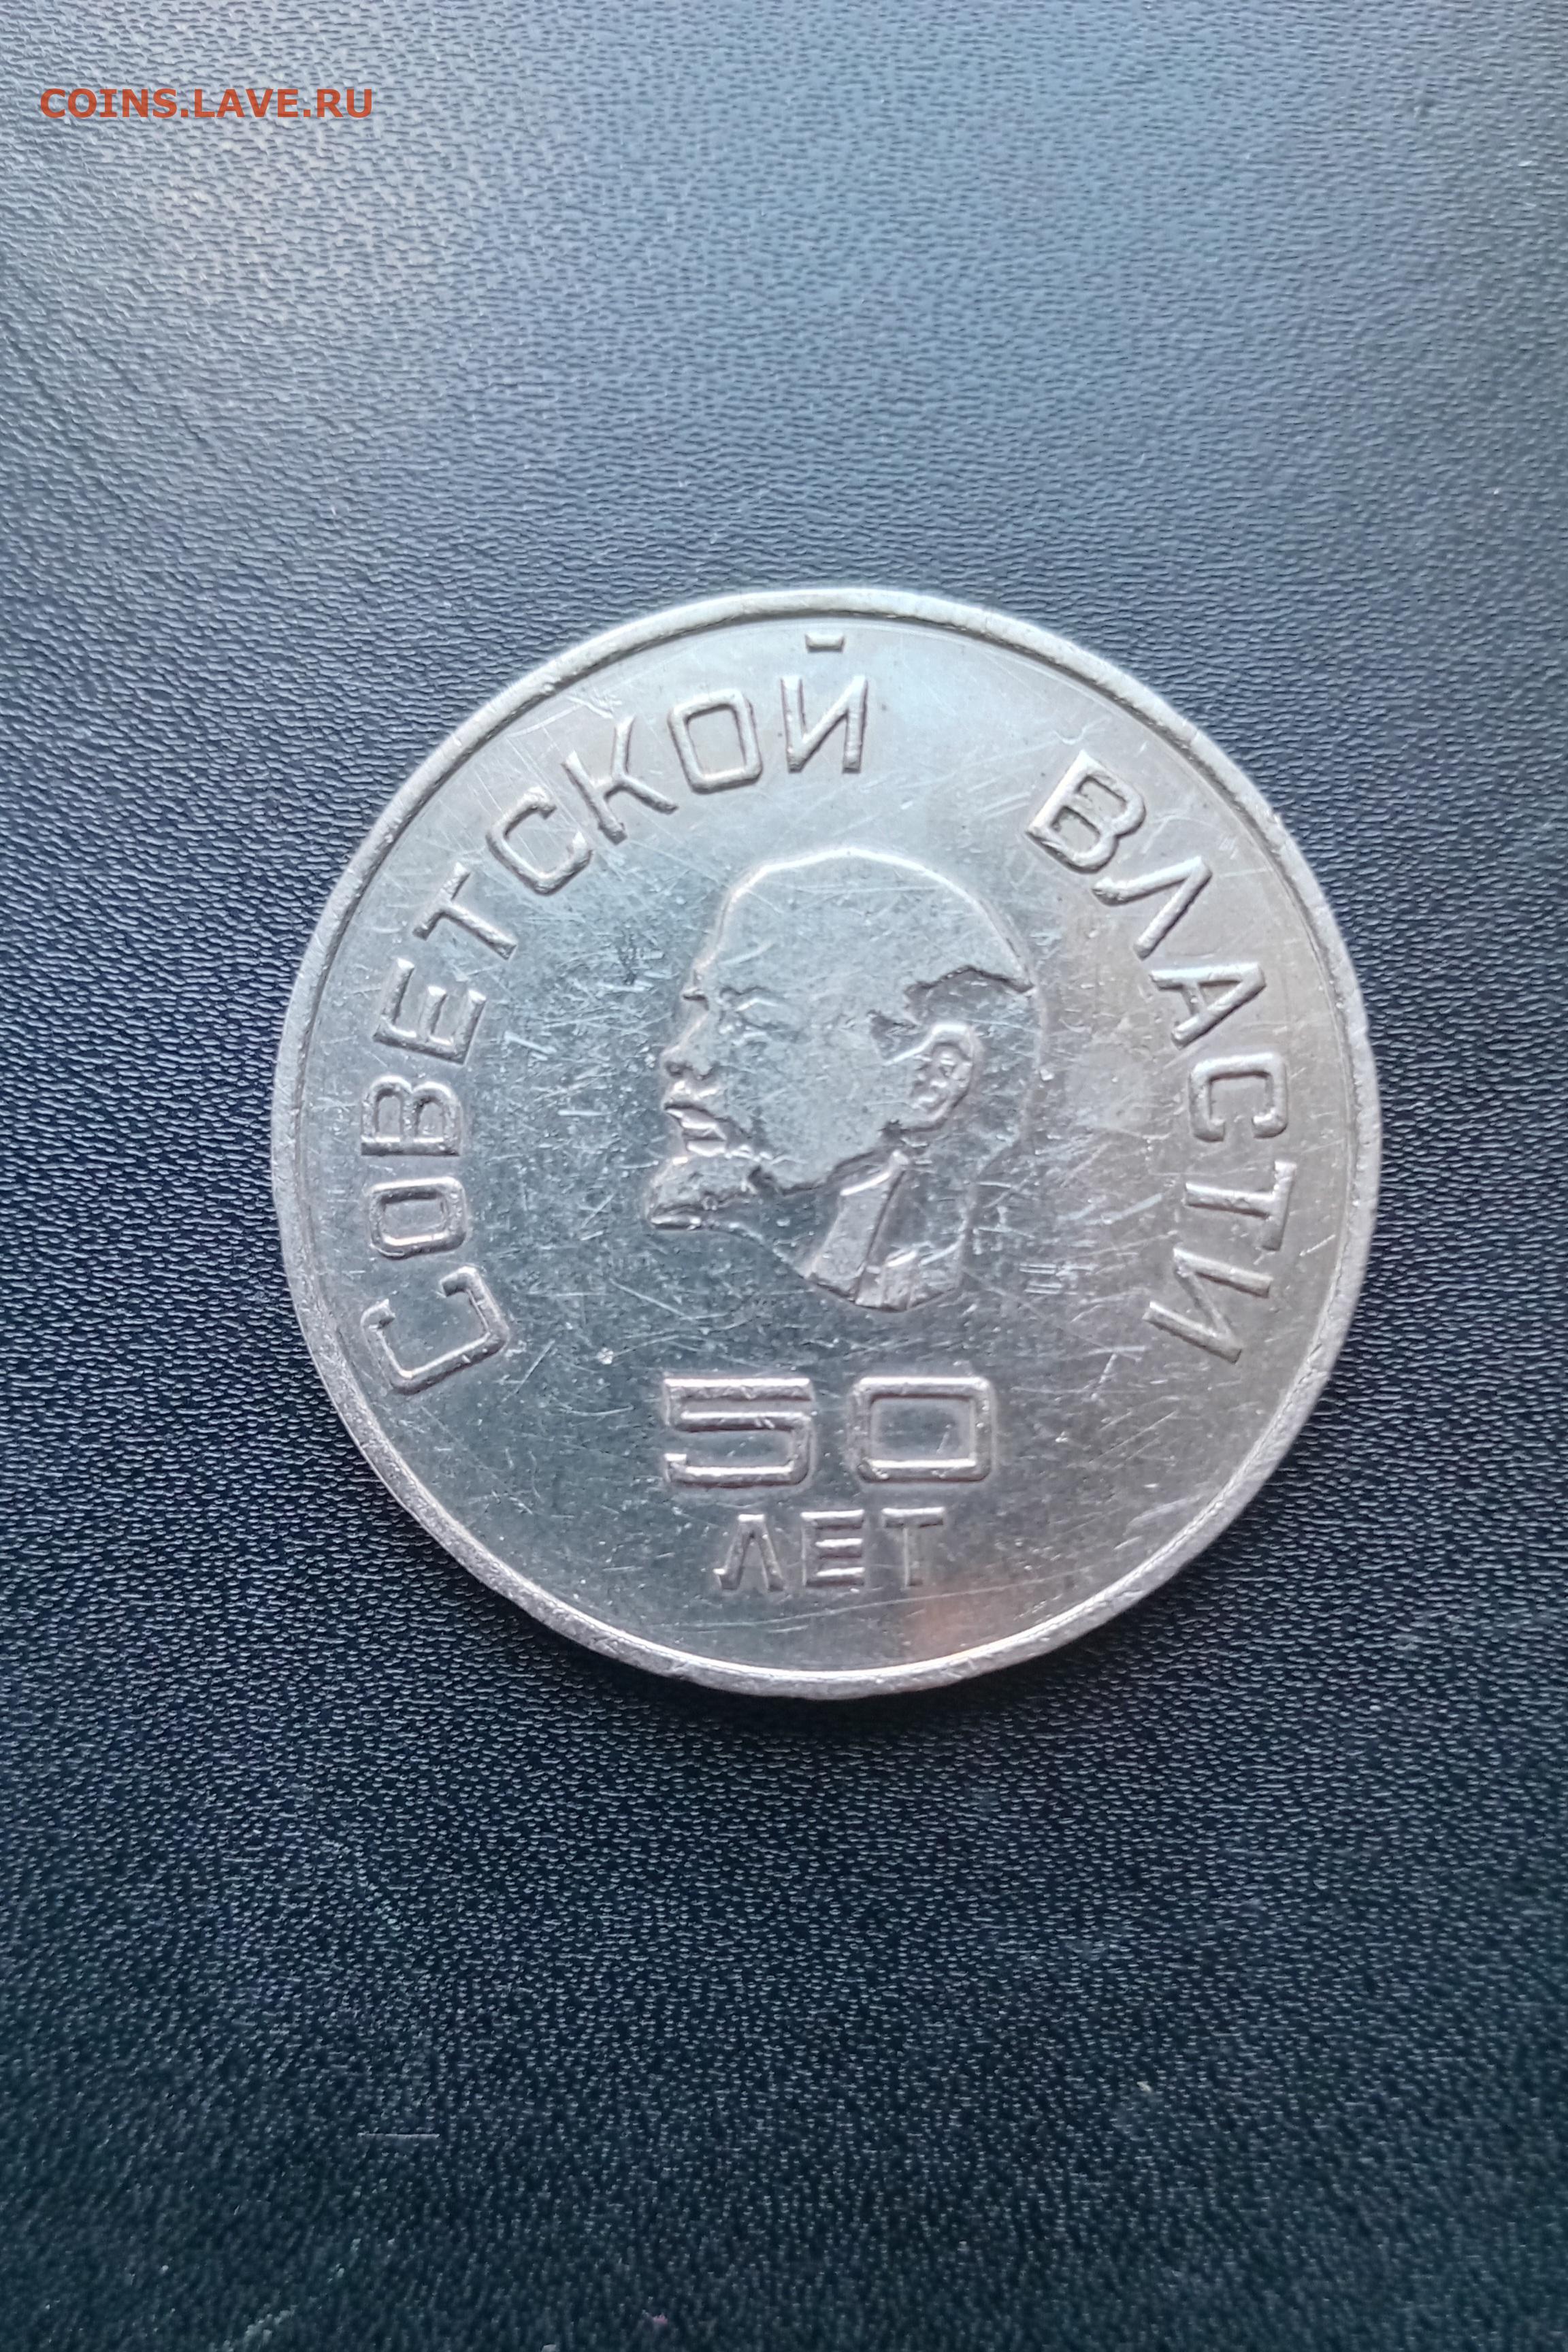 COINS.LAVE.RU
СОВЕТСКОЙ ВЛАСТИ
50
ЛЕТ